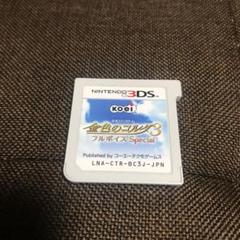 NINTENDO 3DS
KOEI
金色のコルダ3
フルボイス Special
Published by コーエーテクモゲームス
LNA-CTR-BC3J-JPN